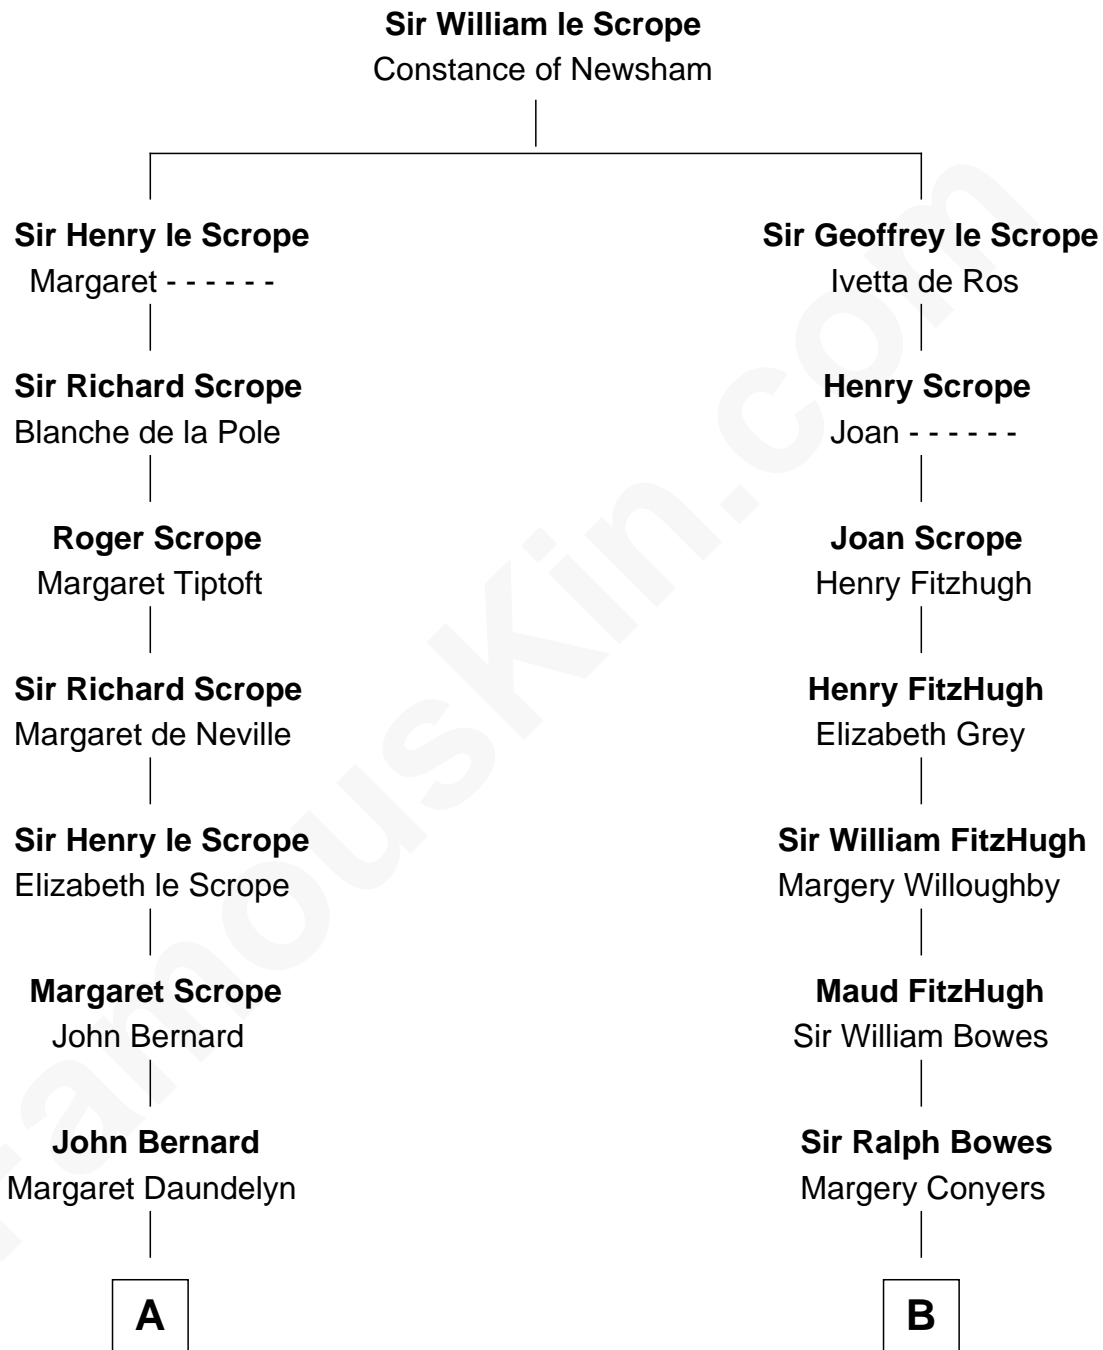 Sir William le Scrope
Constance of Newsham
Sir Henry le Scrope
Margaret - - - - - -
Sir Geoffrey le Scrope
Ivetta de Ros
Sir Richard Scrope
Blanche de la Pole
Henry Scrope
Joan - - - - - -
Roger Scrope
Margaret Tiptoft
Joan Scrope
Henry Fitzhugh
Sir Richard Scrope
Margaret de Neville
Henry FitzHugh
Elizabeth Grey
Sir Henry le Scrope
Elizabeth le Scrope
Sir William FitzHugh
Margery Willoughby
Margaret Scrope
John Bernard
Maud FitzHugh
Sir William Bowes
John Bernard
Margaret Daundelyn
Sir Ralph Bowes
Margery Conyers
A
B
famouskin.com